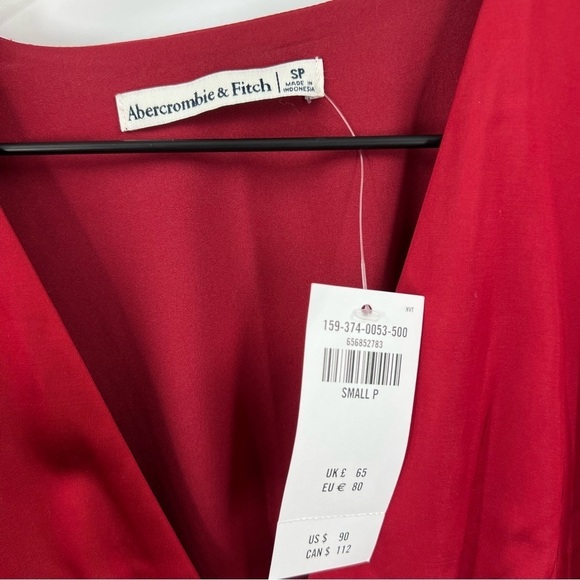 Abercrombie & Fitch
SP
MADE IN
INDONESIA
KVT
159-374-0053-500
656852783
SMALL P
UK £ 65
EU € 80
US $ 90
CAN $ 112